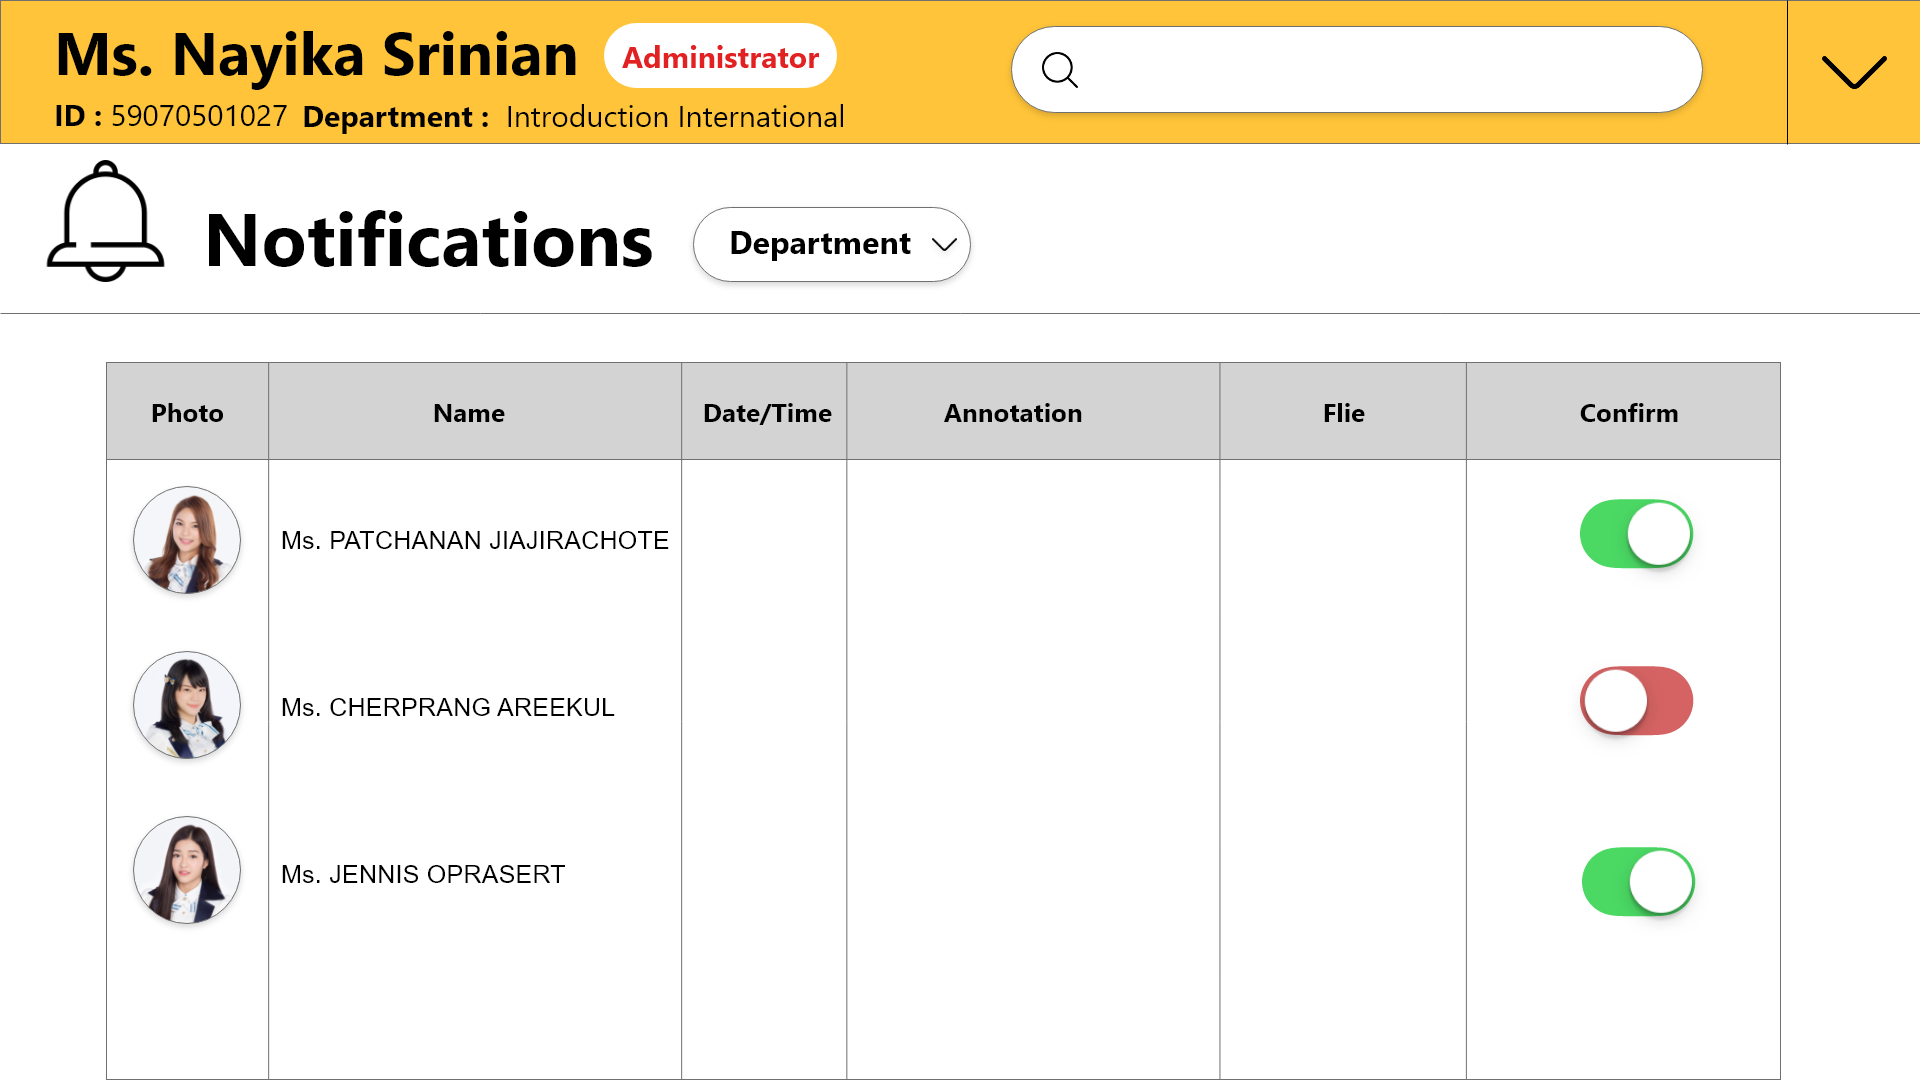 Ms. Nayika Srinian Administrator
ID : 59070501027 Department : Introduction International
Notifications Department
Photo Name Date/Time Annotation Flie Confirm
Ms. PATCHANAN JIAJIRACHOTE
Ms. CHERPRANG AREEKUL
Ms. JENNIS OPRASERT